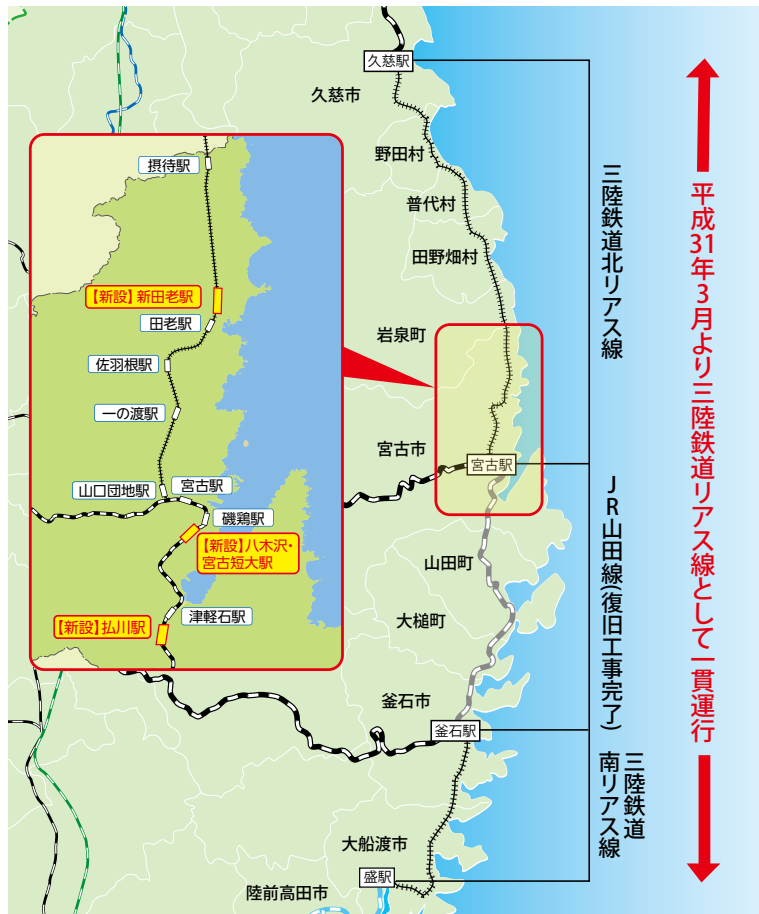 久慈駅
久慈市
野田村
普代村
田野畑村
岩泉町
宮古市
宮古駅
山田町
大槌町
釜石市
釜石駅
大船渡市
盛駅
陸前高田市
摂待駅
【新設】新田老駅
田老駅
佐羽根駅
一の渡駅
山口団地駅
宮古駅
磯鶏駅
【新設】八木沢・
宮古短大駅
津軽石駅
【新設】払川駅
三陸鉄道北リアス線
JR山田線(復旧工事完了)
三陸鉄道
南リアス線
平成31年3月より三陸鉄道リアス線として一貫運行